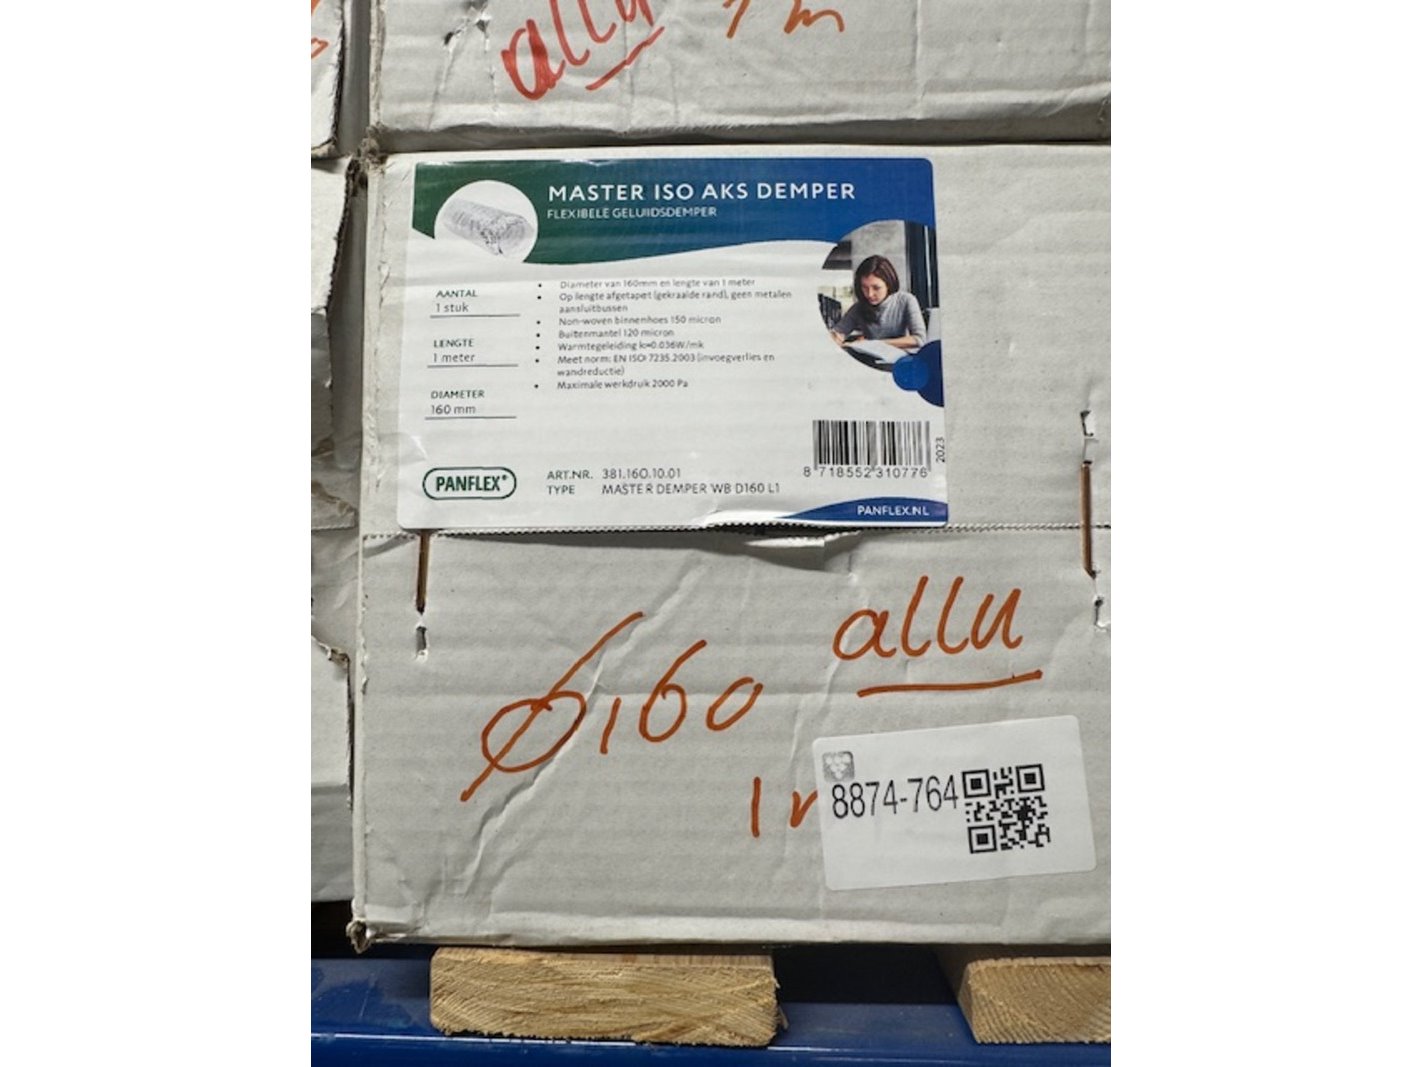 allu 1 m
MASTER ISO AKS DEMPER
FLEXIBELE GELUIDSDEMPER
AANTAL
1 stuk
LENGTE
1 meter
DIAMETER
160 mm
• Diameter van 160mm en lengte van 1 meter
• Op lengte afgetapet (gekraalde rand), geen metalen
aansluitbussen
• Non-woven binnenhoes 150 micron
• Buitenmantel 120 micron
• Warmtegeleiding k=0.036W/mk
• Meet norm: EN ISO 7235.2003 (invoegverlies en
wandreductie)
• Maximale werkdruk 2000 Pa
PANFLEX®
ART.NR. 381.160.10.01
TYPE MASTER DEMPER WB D160 L1
8 718552 310776
2023
PANFLEX.NL
allu
Ø160
1
8874-764